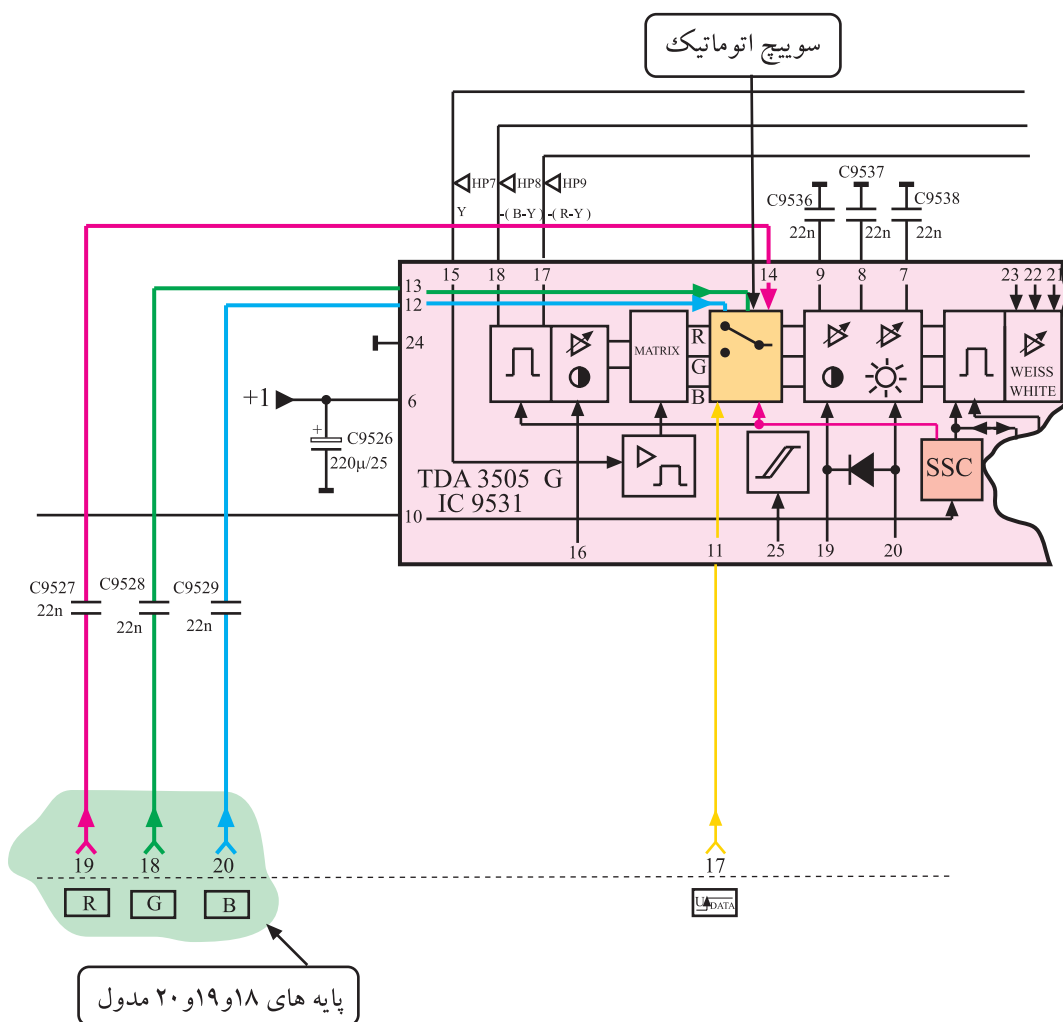 سوییچ اتوماتیک
HP7 HP8 HP9
Y -( B-Y ) -( R-Y )
C9536 C9537 C9538
22n 22n 22n
15 18 17 14 9 8 7 23 22 21
13
12
24
6
10
+1
+
C9526
220µ/25
MATRIX
R
G
B
WEISS
WHITE
SSC
TDA 3505 G
IC 9531
16 11 25 19 20
C9527 C9528 C9529
22n 22n 22n
19 18 20 17
R G B U DATA
پایه های ۱۸و۱۹و۲۰ مدول